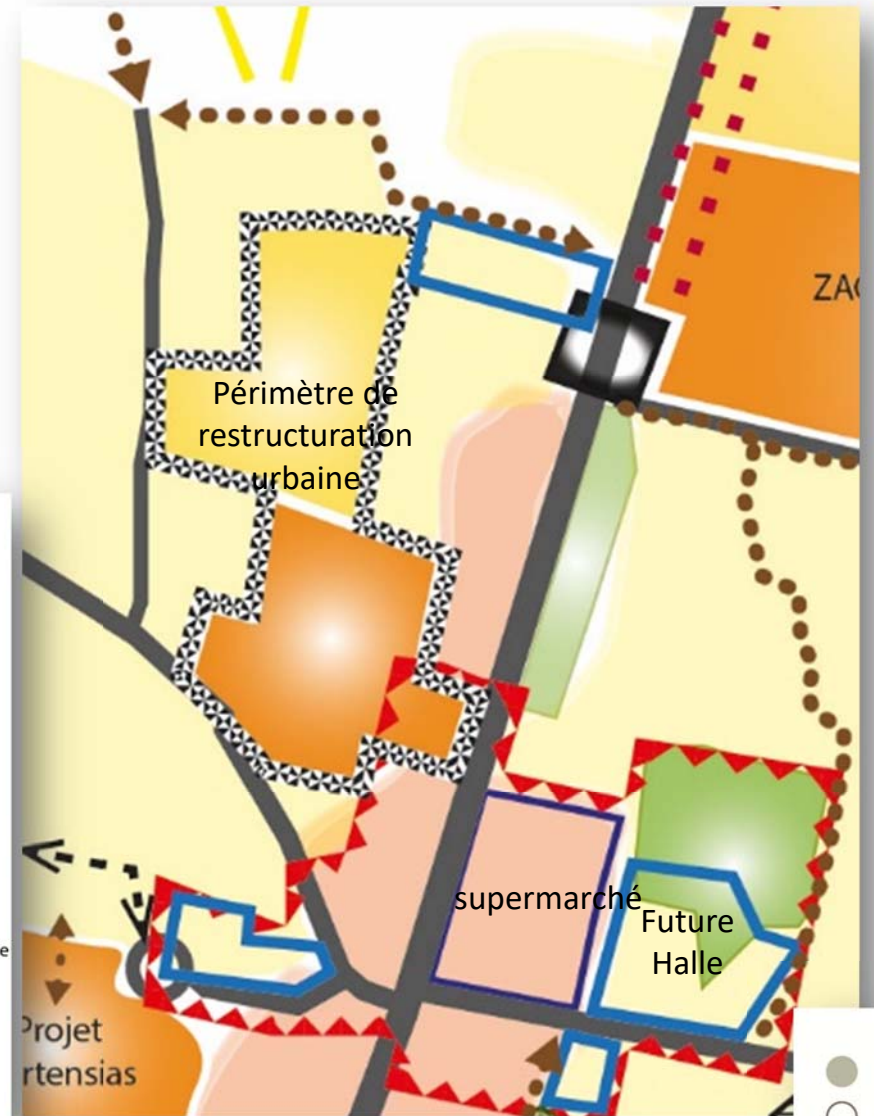 ZA
Périmètre de
restructuration
urbaine
supermarché
Future
Halle
e
Projet
rtensias